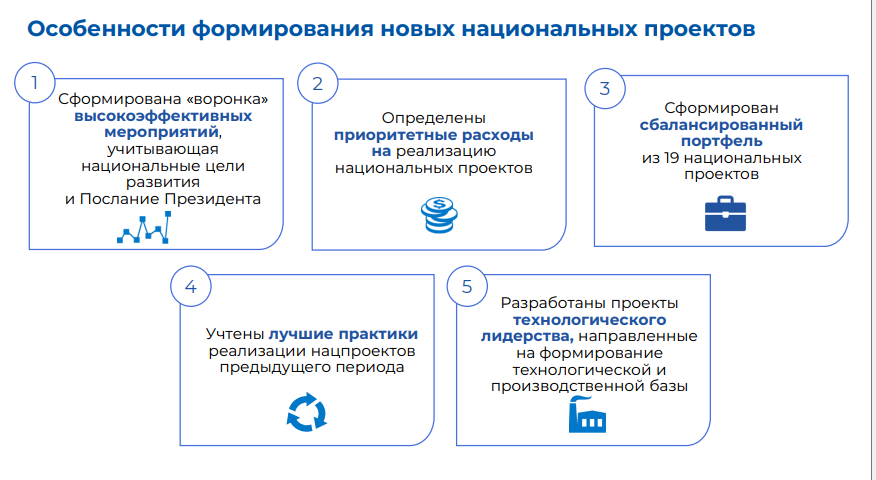 Особенности формирования новых национальных проектов
1
Сформирована «воронка»
высокоэффективных
мероприятий,
учитывающая
национальные цели
развития
и Послание Президента
2
Определены
приоритетные расходы
на реализацию
национальных проектов
3
Сформирован
сбалансированный
портфель
из 19 национальных
проектов
4
Учтены лучшие практики
реализации нацпроектов
предыдущего периода
5
Разработаны проекты
технологического
лидерства, направленные
на формирование
технологической и
производственной базы